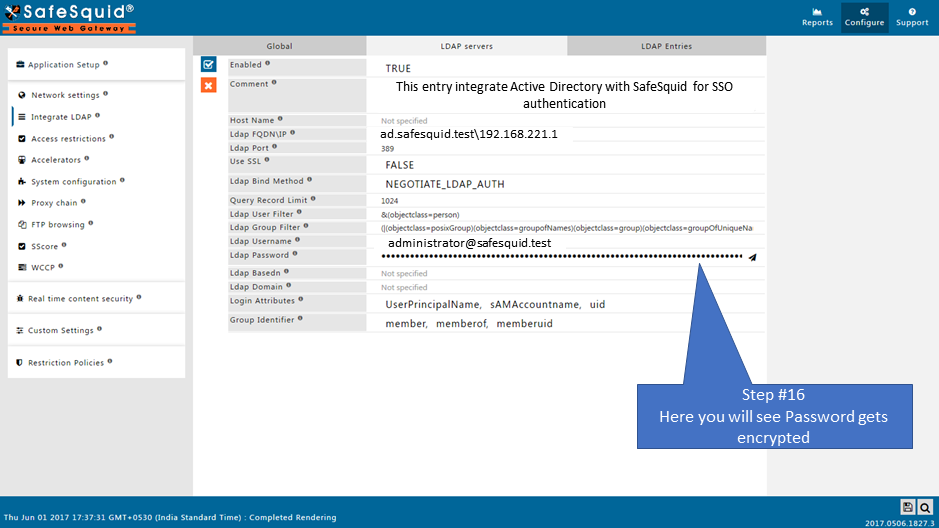 SafeSquid®
Secure Web Gateway
Reports
Configure
Support
Application Setup
Network settings
Integrate LDAP
Access restrictions
Accelerators
System configuration
Proxy chain
FTP browsing
SScore
WCCP
Real time content security
Custom Settings
Restriction Policies
Global
LDAP servers
LDAP Entries
Enabled
TRUE
Comment
This entry integrate Active Directory with SafeSquid for SSO
authentication
Host Name
Not specified
Ldap FQDN\IP
ad.safesquid.test\192.168.221.1
Ldap Port
389
Use SSL
FALSE
Ldap Bind Method
NEGOTIATE_LDAP_AUTH
Query Record Limit
1024
Ldap User Filter
&(objectclass=person)
Ldap Group Filter
(|(objectclass=posixGroup)(objectclass=groupofNames)(objectclass=group)(objectclass=groupOfUniqueNa
Ldap Username
administrator@safesquid.test
Ldap Password
Ldap Basedn
Not specified
Ldap Domain
Not specified
Login Attributes
UserPrincipalName, sAMAccountname, uid
Group Identifier
member, memberof, memberuid
Step #16
Here you will see Password gets
encrypted
Thu Jun 01 2017 17:37:31 GMT+0530 (India Standard Time) : Completed Rendering
2017.0506.1827.3